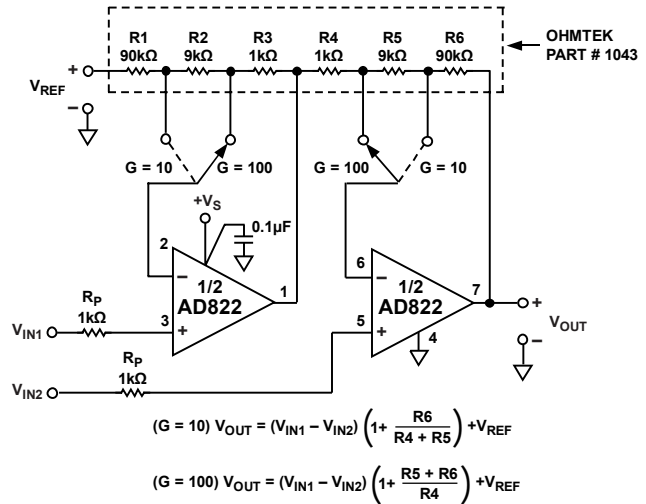 R1 R2 R3 R4 R5 R6
90kΩ 9kΩ 1kΩ 1kΩ 9kΩ 90kΩ
OHMTEK
PART # 1043
+
VREF
–
G = 10 G = 100 G = 100 G = 10
+VS
0.1µF
2
–
1/2
AD822
1
3
+
6
–
1/2
AD822
7
5
+
4
RP
1kΩ
VIN1
RP
1kΩ
VIN2
+
VOUT
–
(G = 10) VOUT = (VIN1 – VIN2) (1+ R6 / R4 + R5) +VREF
(G = 100) VOUT = (VIN1 – VIN2) (1+ R5 + R6 / R4) +VREF